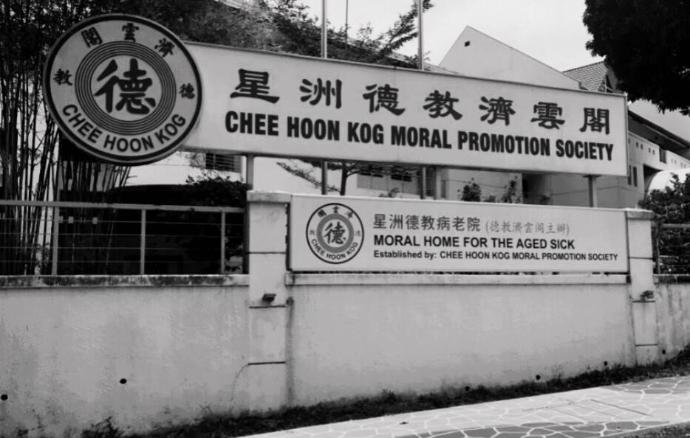 閣雲濟
教 德
德
CHEE HOON KOG
星洲德教濟雲閣
CHEE HOON KOG MORAL PROMOTION SOCIETY
閣雲濟
德
CHEE HOON KOG
星洲德教病老院(德教濟雲閣主辦)
MORAL HOME FOR THE AGED SICK
Established by: CHEE HOON KOG MORAL PROMOTION SOCIETY